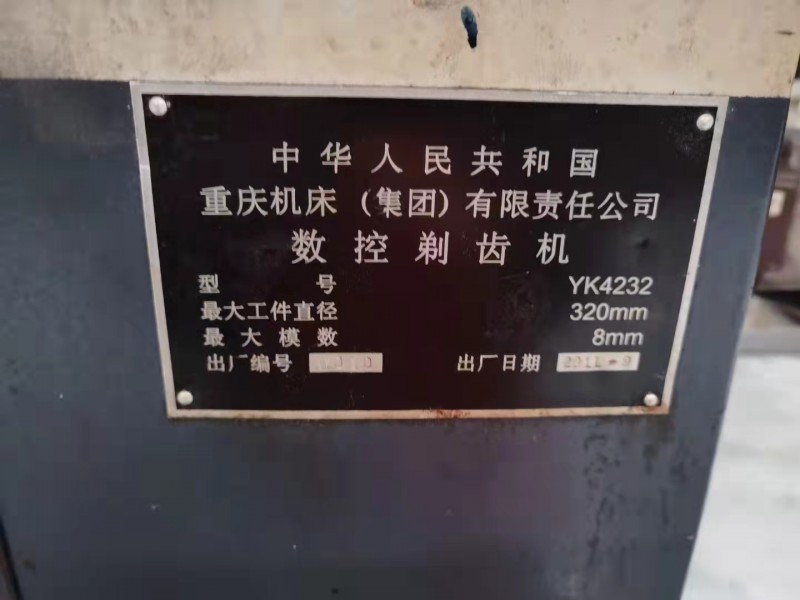 中华人民共和国
重庆机床（集团）有限责任公司
数控剃齿机
型号 YK4232
最大工件直径 320mm
最大模数 8mm
出厂编号 出厂日期 2011 9